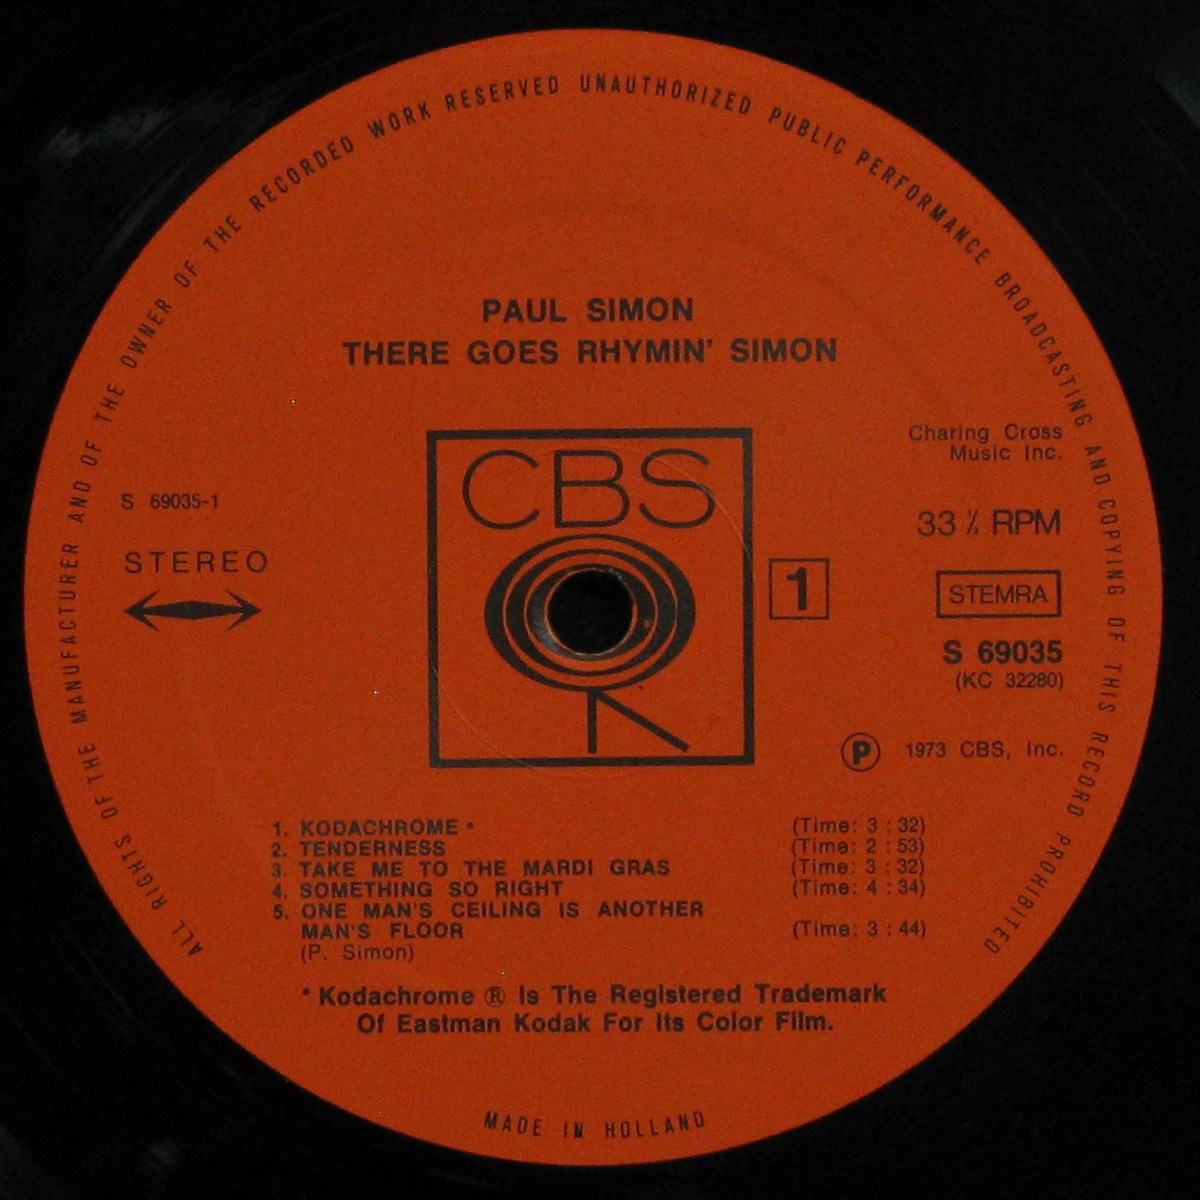 ALL RIGHTS OF THE MANUFACTURER AND OF THE OWNER OF THE RECORDED WORK RESERVED UNAUTHORIZED PUBLIC PERFORMANCE BROADCASTING AND COPYING OF THIS RECORD PROHIBITED
PAUL SIMON
THERE GOES RHYMIN' SIMON
CBS
Charing Cross
Music Inc.
S 69035-1
33 ⅓ RPM
STEREO
1
STEMRA
S 69035
(KC 32280)
Ⓟ 1973 CBS, Inc.
1. KODACHROME * (Time: 3 : 32)
2. TENDERNESS (Time: 2 : 53)
3. TAKE ME TO THE MARDI GRAS (Time: 3 : 32)
4. SOMETHING SO RIGHT (Time: 4 : 34)
5. ONE MAN'S CEILING IS ANOTHER
MAN'S FLOOR (Time: 3 : 44)
(P. Simon)
* Kodachrome ® Is The Registered Trademark
Of Eastman Kodak For Its Color Film.
MADE IN HOLLAND